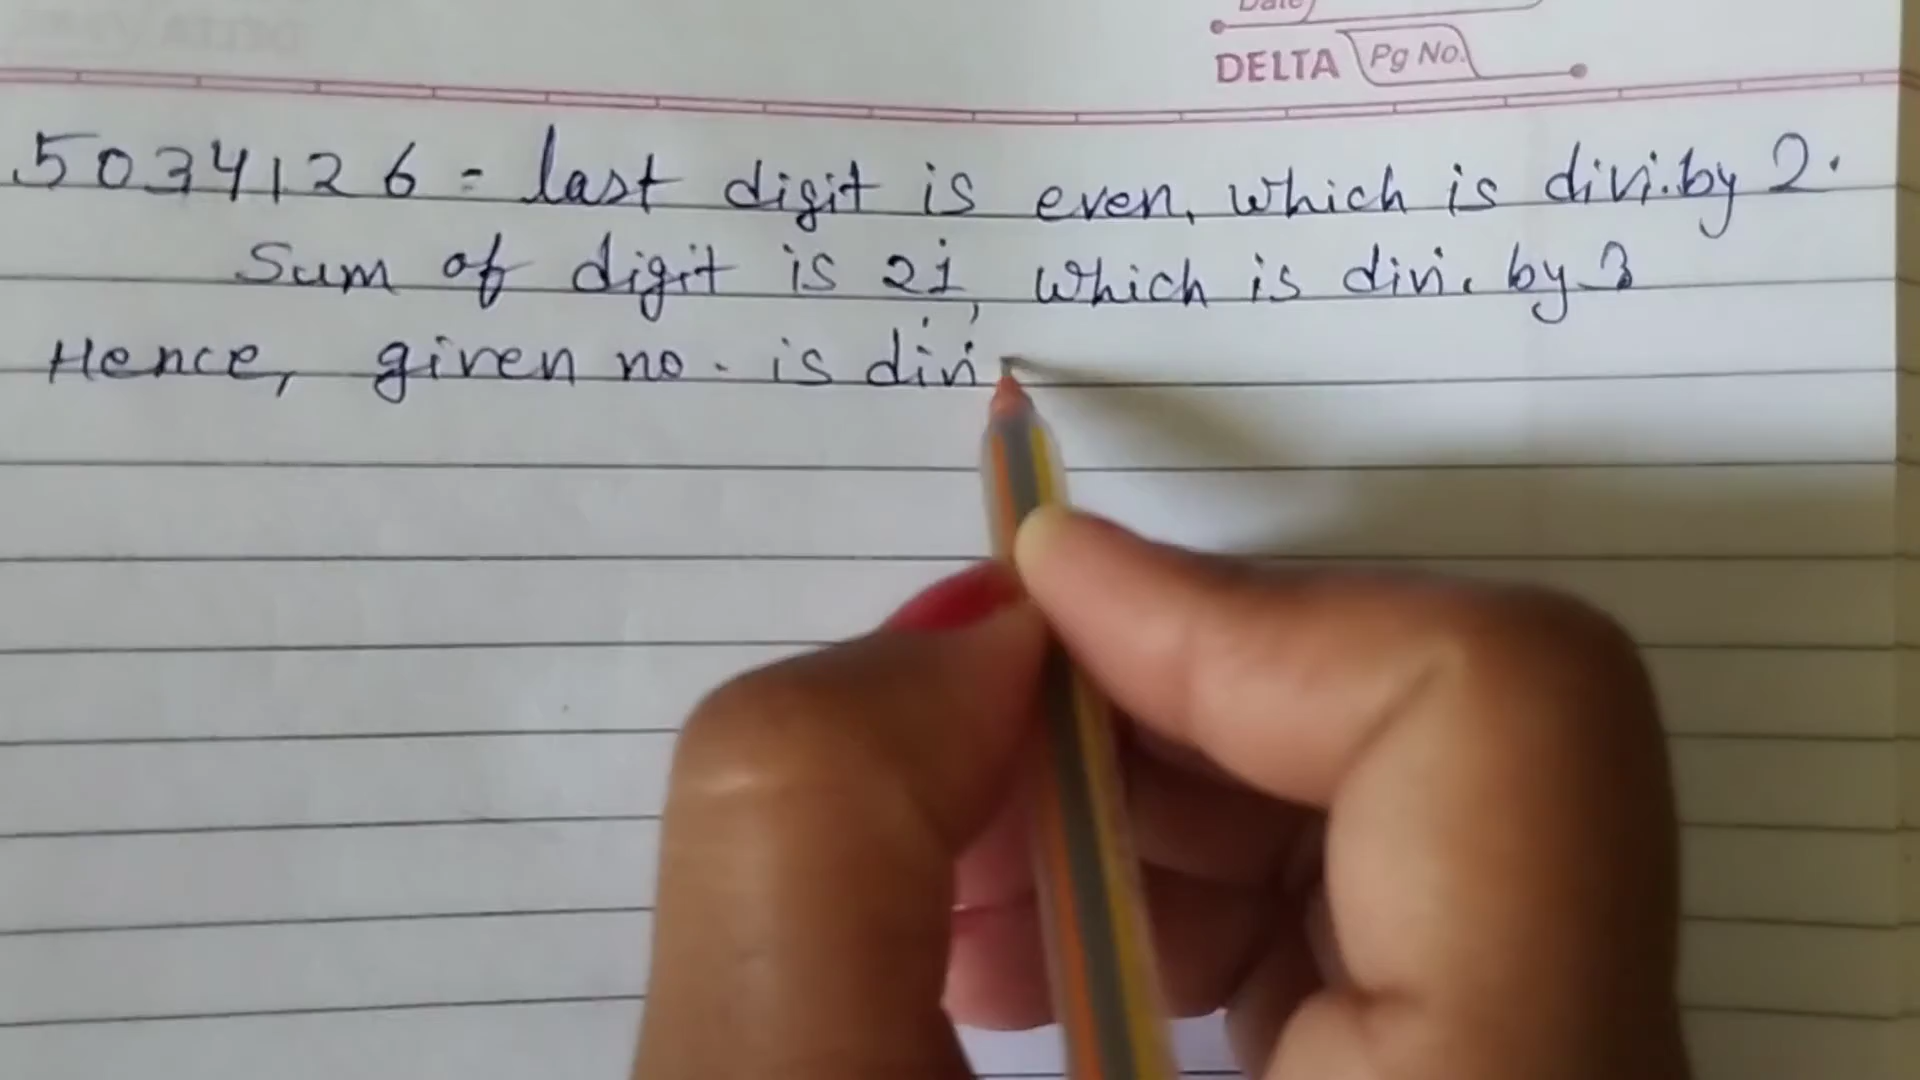 Date
DELTA Pg No.
5034126 = last digit is even, which is divi. by 2.
Sum of digit is 21, which is divi. by 3
Hence, given no. is divi